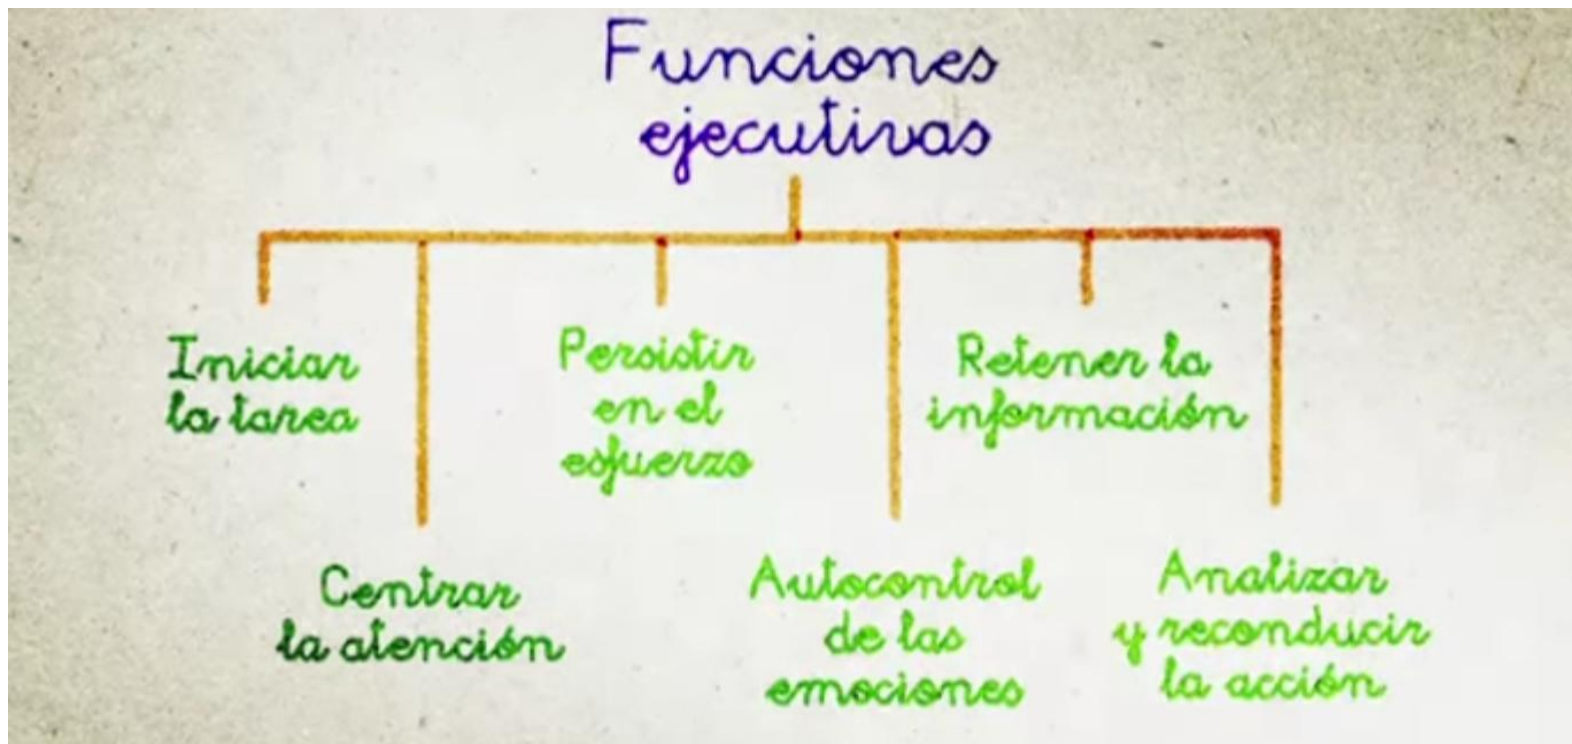 Funciones
ejecutivas
Iniciar
la tarea
Centrar
la atención
Persistir
en el
esfuerzo
Autocontrol
de las
emociones
Retener la
información
Analizar
y reconducir
la acción